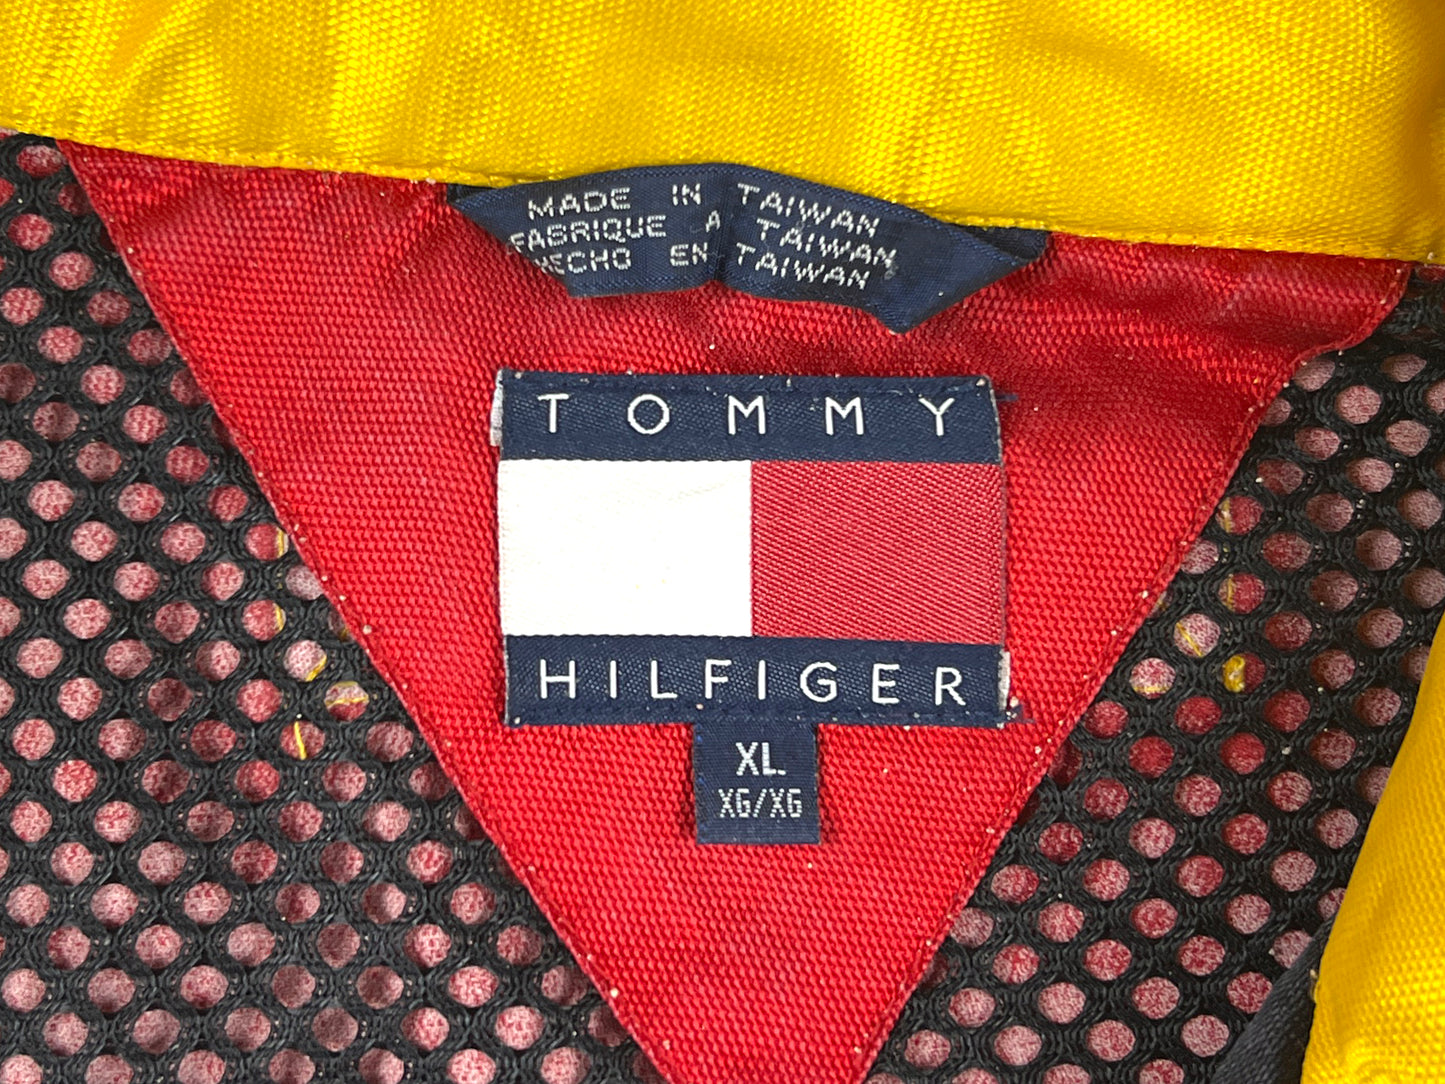 MADE IN TAIWAN
FABRIQUE A TAIWAN
HECHO EN TAIWAN
TOMMY
HILFIGER
XL
XG/XG